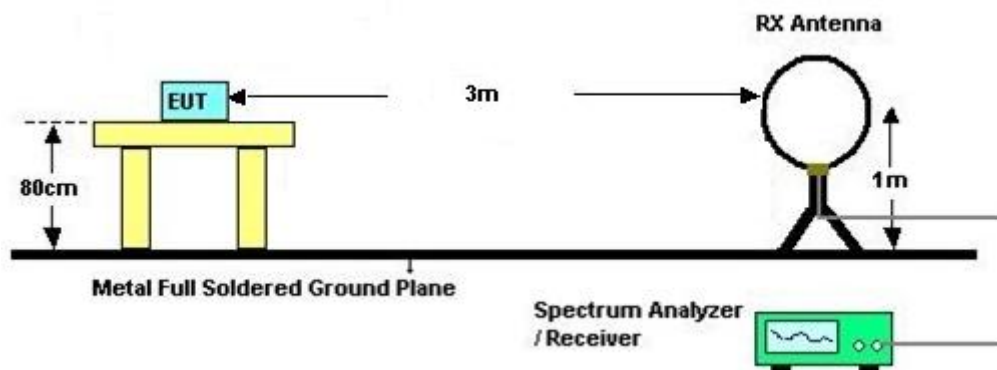 RX Antenna
EUT
3m
80cm
1m
Metal Full Soldered Ground Plane
Spectrum Analyzer
/ Receiver